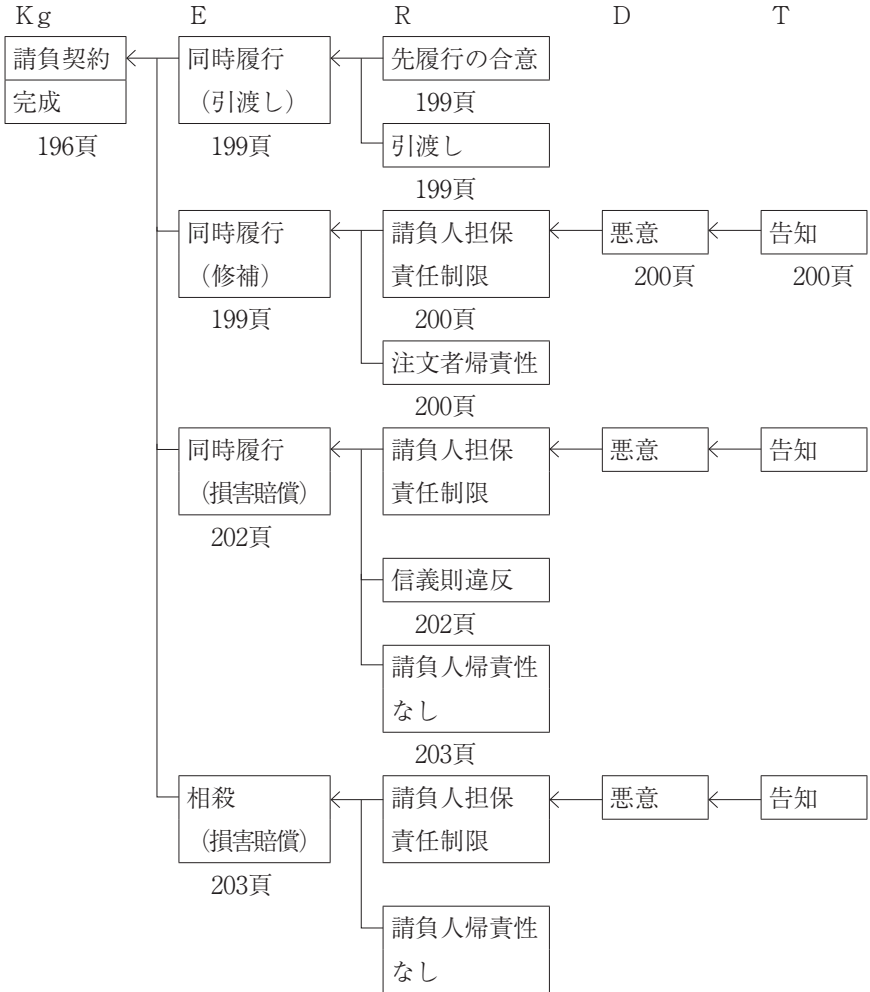 Kg E R D T
請負契約 同時履行 先履行の合意
完成 （引渡し） 199頁
196頁 199頁 引渡し
199頁
同時履行 請負人担保 悪意 告知
（修補） 責任制限 200頁 200頁
199頁 200頁
注文者帰責性
200頁
同時履行 請負人担保 悪意 告知
（損害賠償） 責任制限
202頁
信義則違反
202頁
請負人帰責性
なし
203頁
相殺 請負人担保 悪意 告知
（損害賠償） 責任制限
203頁
請負人帰責性
なし